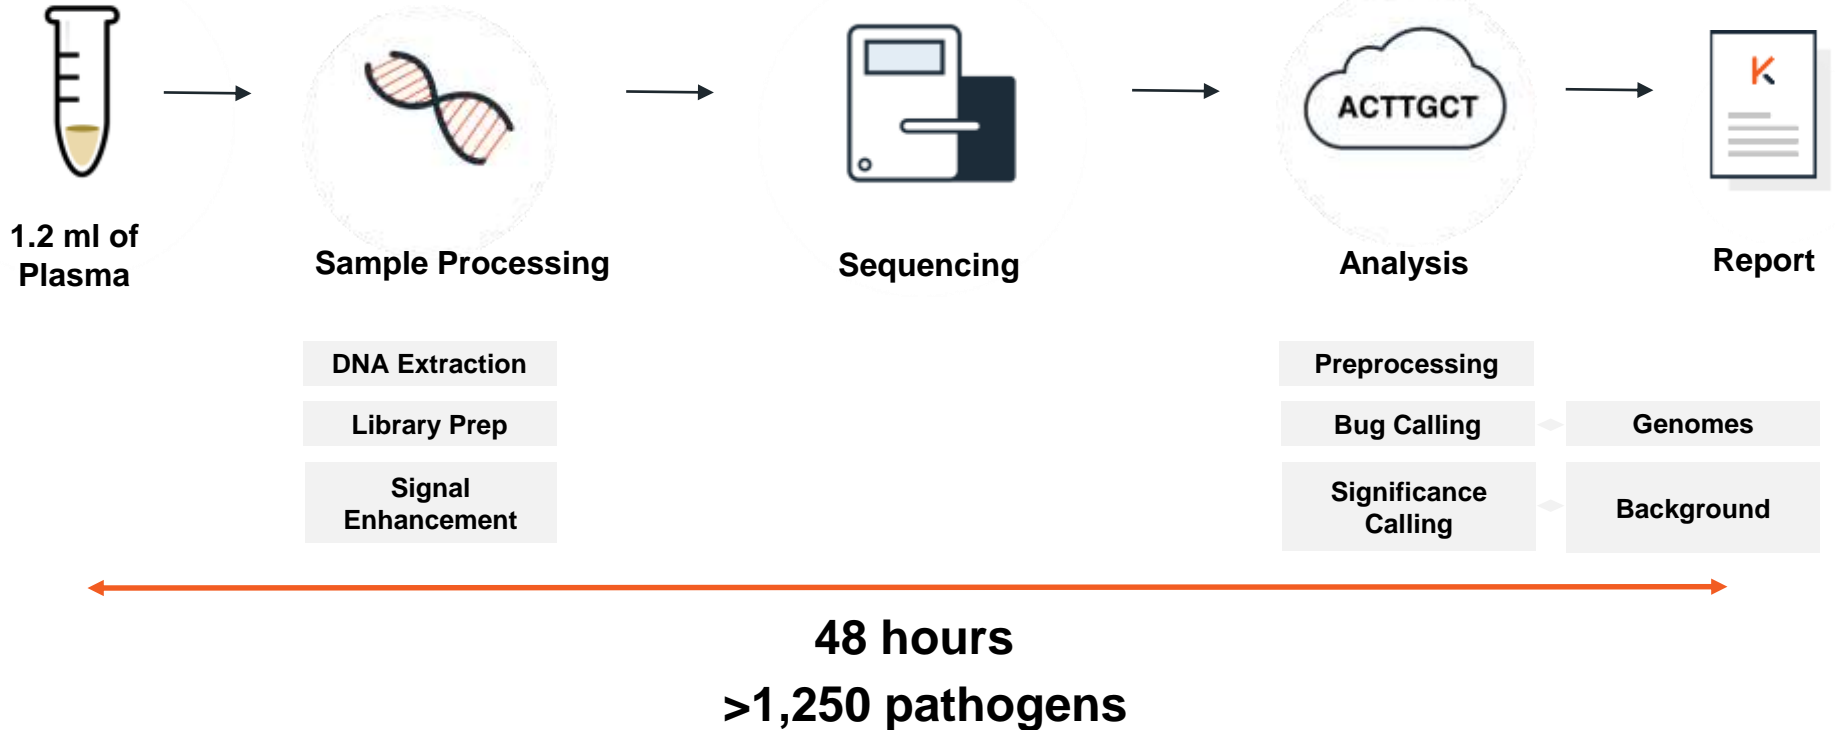 ACTTGCT
1.2 ml of
Plasma
Sample Processing
Sequencing
Analysis
Report
DNA Extraction
Library Prep
Signal
Enhancement
Preprocessing
Bug Calling
Genomes
Significance
Calling
Background
48 hours
>1,250 pathogens